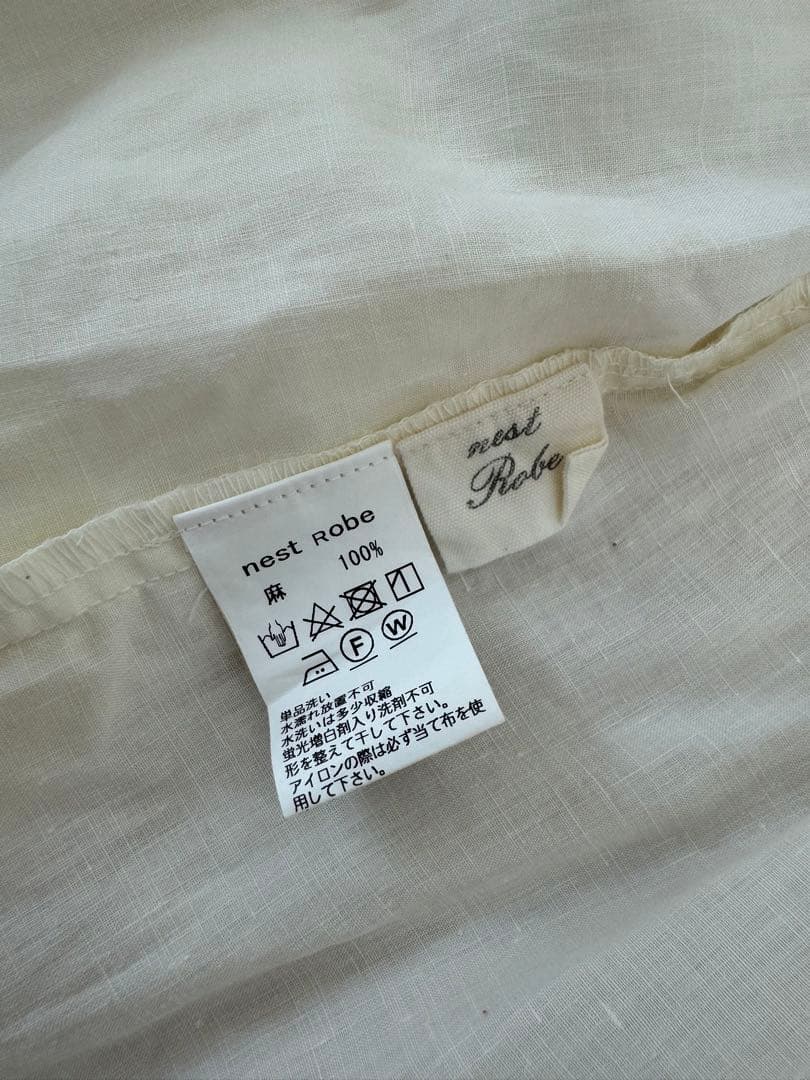 nest Robe
麻 100%
F W
単品洗い
水濡れ放置不可
水洗いは多少収縮
蛍光増白剤入り洗剤不可
形を整えて干して下さい。
アイロンの際は必ず当て布を使
用して下さい。
nest
Robe